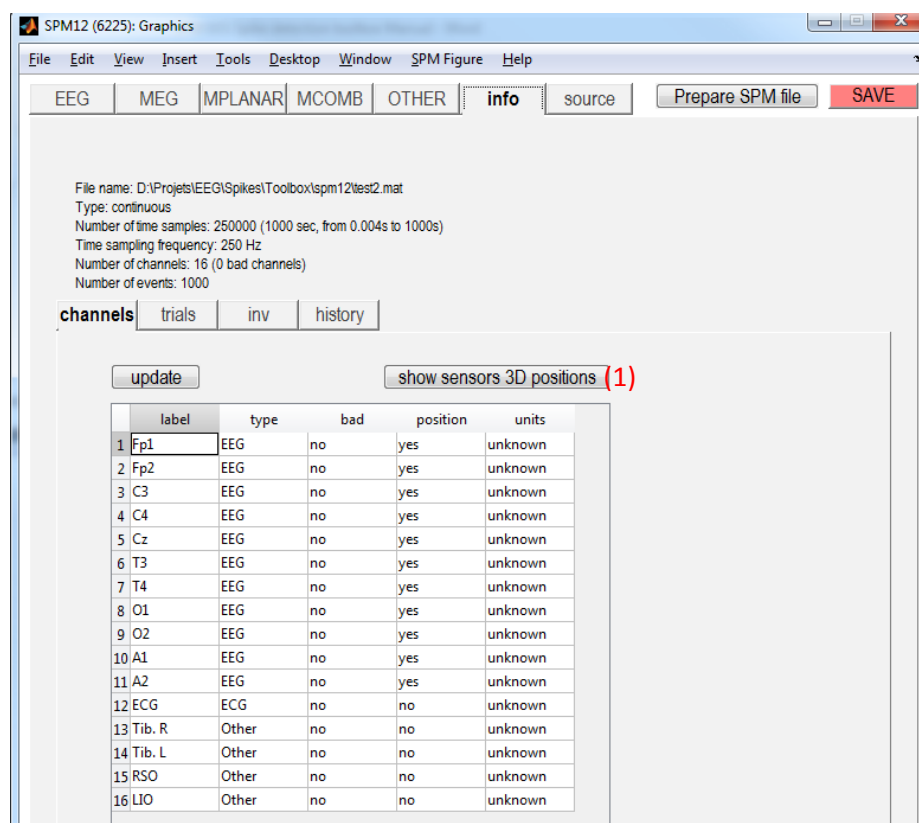 SPM12 (6225): Graphics
File Edit View Insert Tools Desktop Window SPM Figure Help
EEG MEG MPLANAR MCOMB OTHER info source Prepare SPM file SAVE
File name: D:\Projets\EEG\Spikes\Toolbox\spm12\test2.mat
Type: continuous
Number of time samples: 250000 (1000 sec, from 0.004s to 1000s)
Time sampling frequency: 250 Hz
Number of channels: 16 (0 bad channels)
Number of events: 1000
channels trials inv history
update show sensors 3D positions (1)
label type bad position units
1 Fp1 EEG no yes unknown
2 Fp2 EEG no yes unknown
3 C3 EEG no yes unknown
4 C4 EEG no yes unknown
5 Cz EEG no yes unknown
6 T3 EEG no yes unknown
7 T4 EEG no yes unknown
8 O1 EEG no yes unknown
9 O2 EEG no yes unknown
10 A1 EEG no yes unknown
11 A2 EEG no yes unknown
12 ECG ECG no no unknown
13 Tib. R Other no no unknown
14 Tib. L Other no no unknown
15 RSO Other no no unknown
16 LIO Other no no unknown